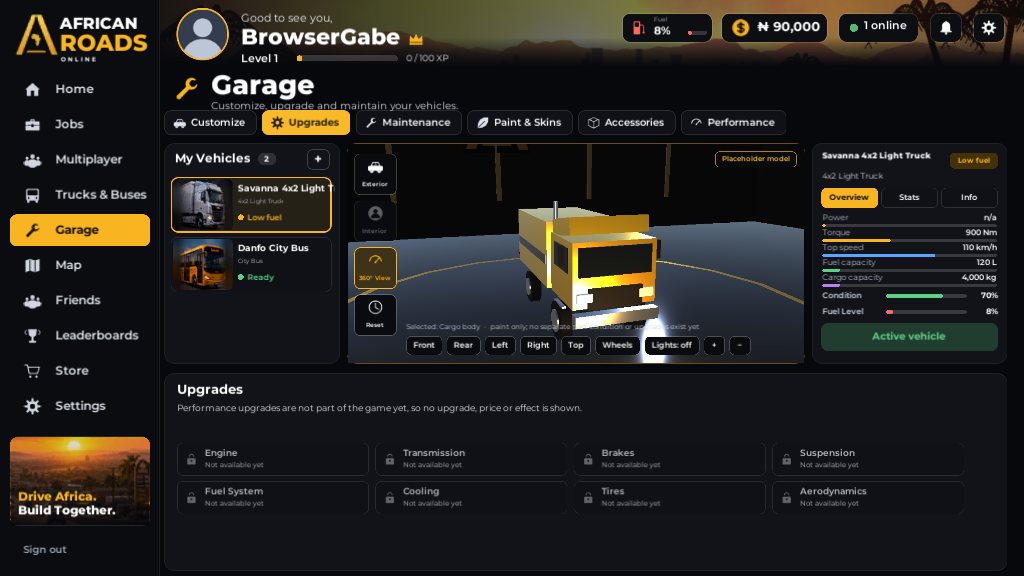 AFRICAN
ROADS
ONLINE
Home
Jobs
Multiplayer
Trucks & Buses
Garage
Map
Friends
Leaderboards
Store
Settings
Drive Africa.
Build Together.
Sign out
Good to see you,
BrowserGabe
Level 1
0 / 100 XP
Fuel
8%
$
₦ 90,000
1 online
Garage
Customize, upgrade and maintain your vehicles.
Customize
Upgrades
Maintenance
Paint & Skins
Accessories
Performance
My Vehicles 2
+
Savanna 4x2 Light T
4x2 Light Truck
Low fuel
Danfo City Bus
City Bus
Ready
Exterior
Interior
360° View
Reset
Placeholder model
Selected: Cargo body · paint only; no separate condition or upgrades exist yet
Front
Rear
Left
Right
Top
Wheels
Lights: off
+
−
Savanna 4x2 Light Truck
Low fuel
4x2 Light Truck
Overview
Stats
Info
Power n/a
Torque 900 Nm
Top speed 110 km/h
Fuel capacity 120 L
Cargo capacity 4,000 kg
Condition 70%
Fuel Level 8%
Active vehicle
Upgrades
Performance upgrades are not part of the game yet, so no upgrade, price or effect is shown.
Engine
Not available yet
Transmission
Not available yet
Brakes
Not available yet
Suspension
Not available yet
Fuel System
Not available yet
Cooling
Not available yet
Tires
Not available yet
Aerodynamics
Not available yet